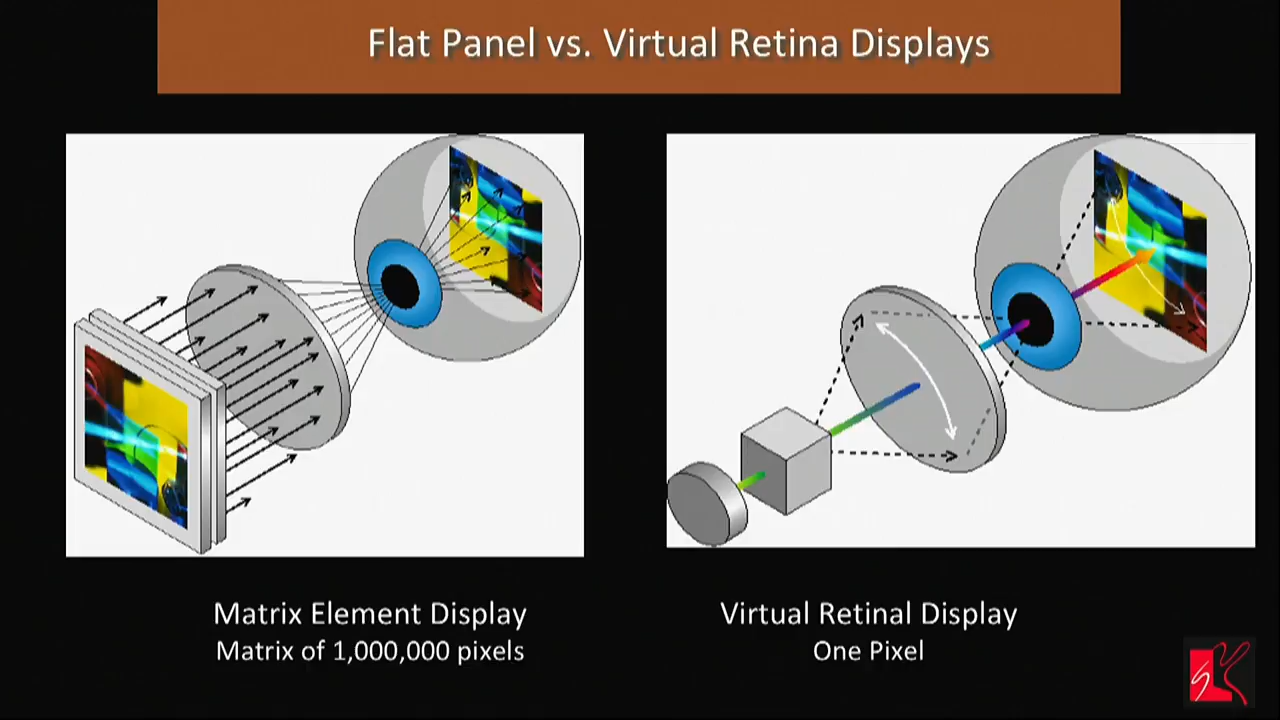 Flat Panel vs. Virtual Retina Displays
Matrix Element Display
Matrix of 1,000,000 pixels
Virtual Retinal Display
One Pixel